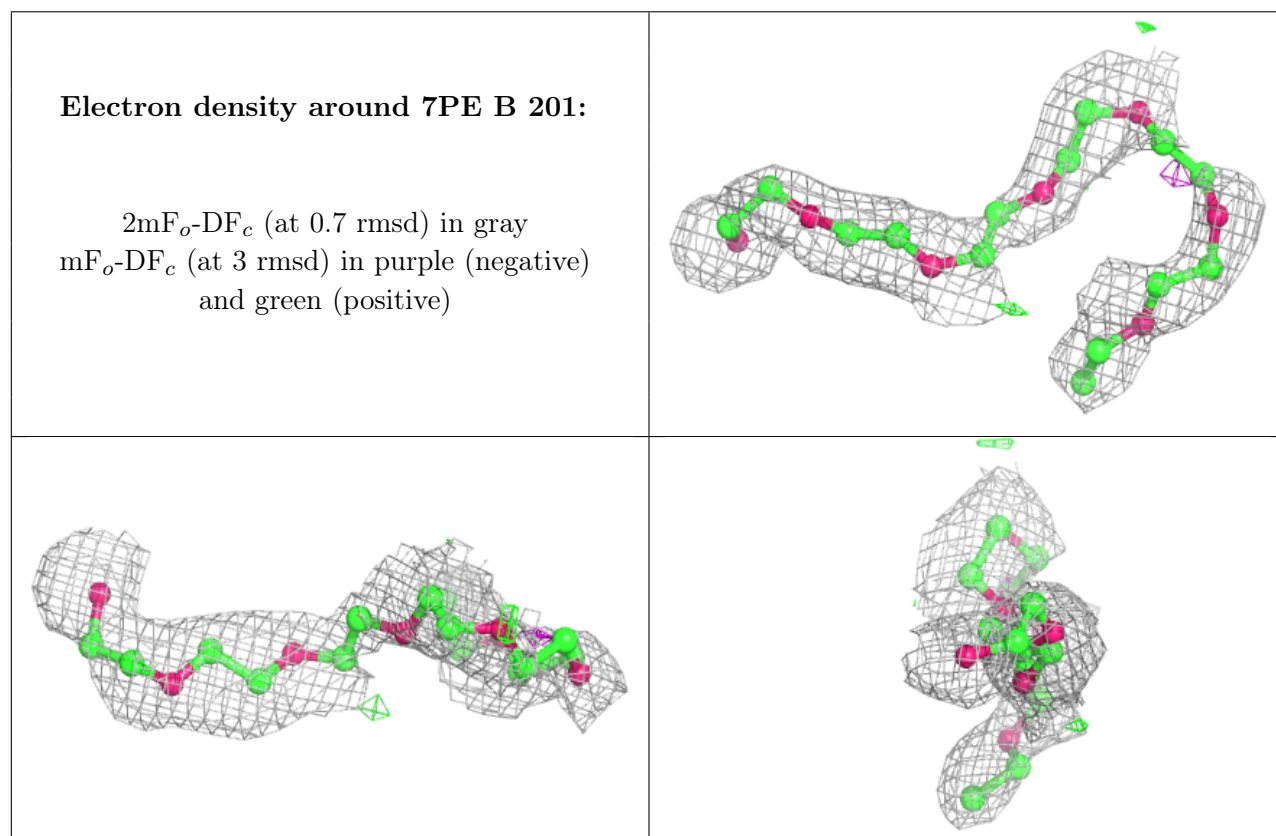 Electron density around 7PE B 201:
2mFo-DFc (at 0.7 rmsd) in gray
mFo-DFc (at 3 rmsd) in purple (negative)
and green (positive)